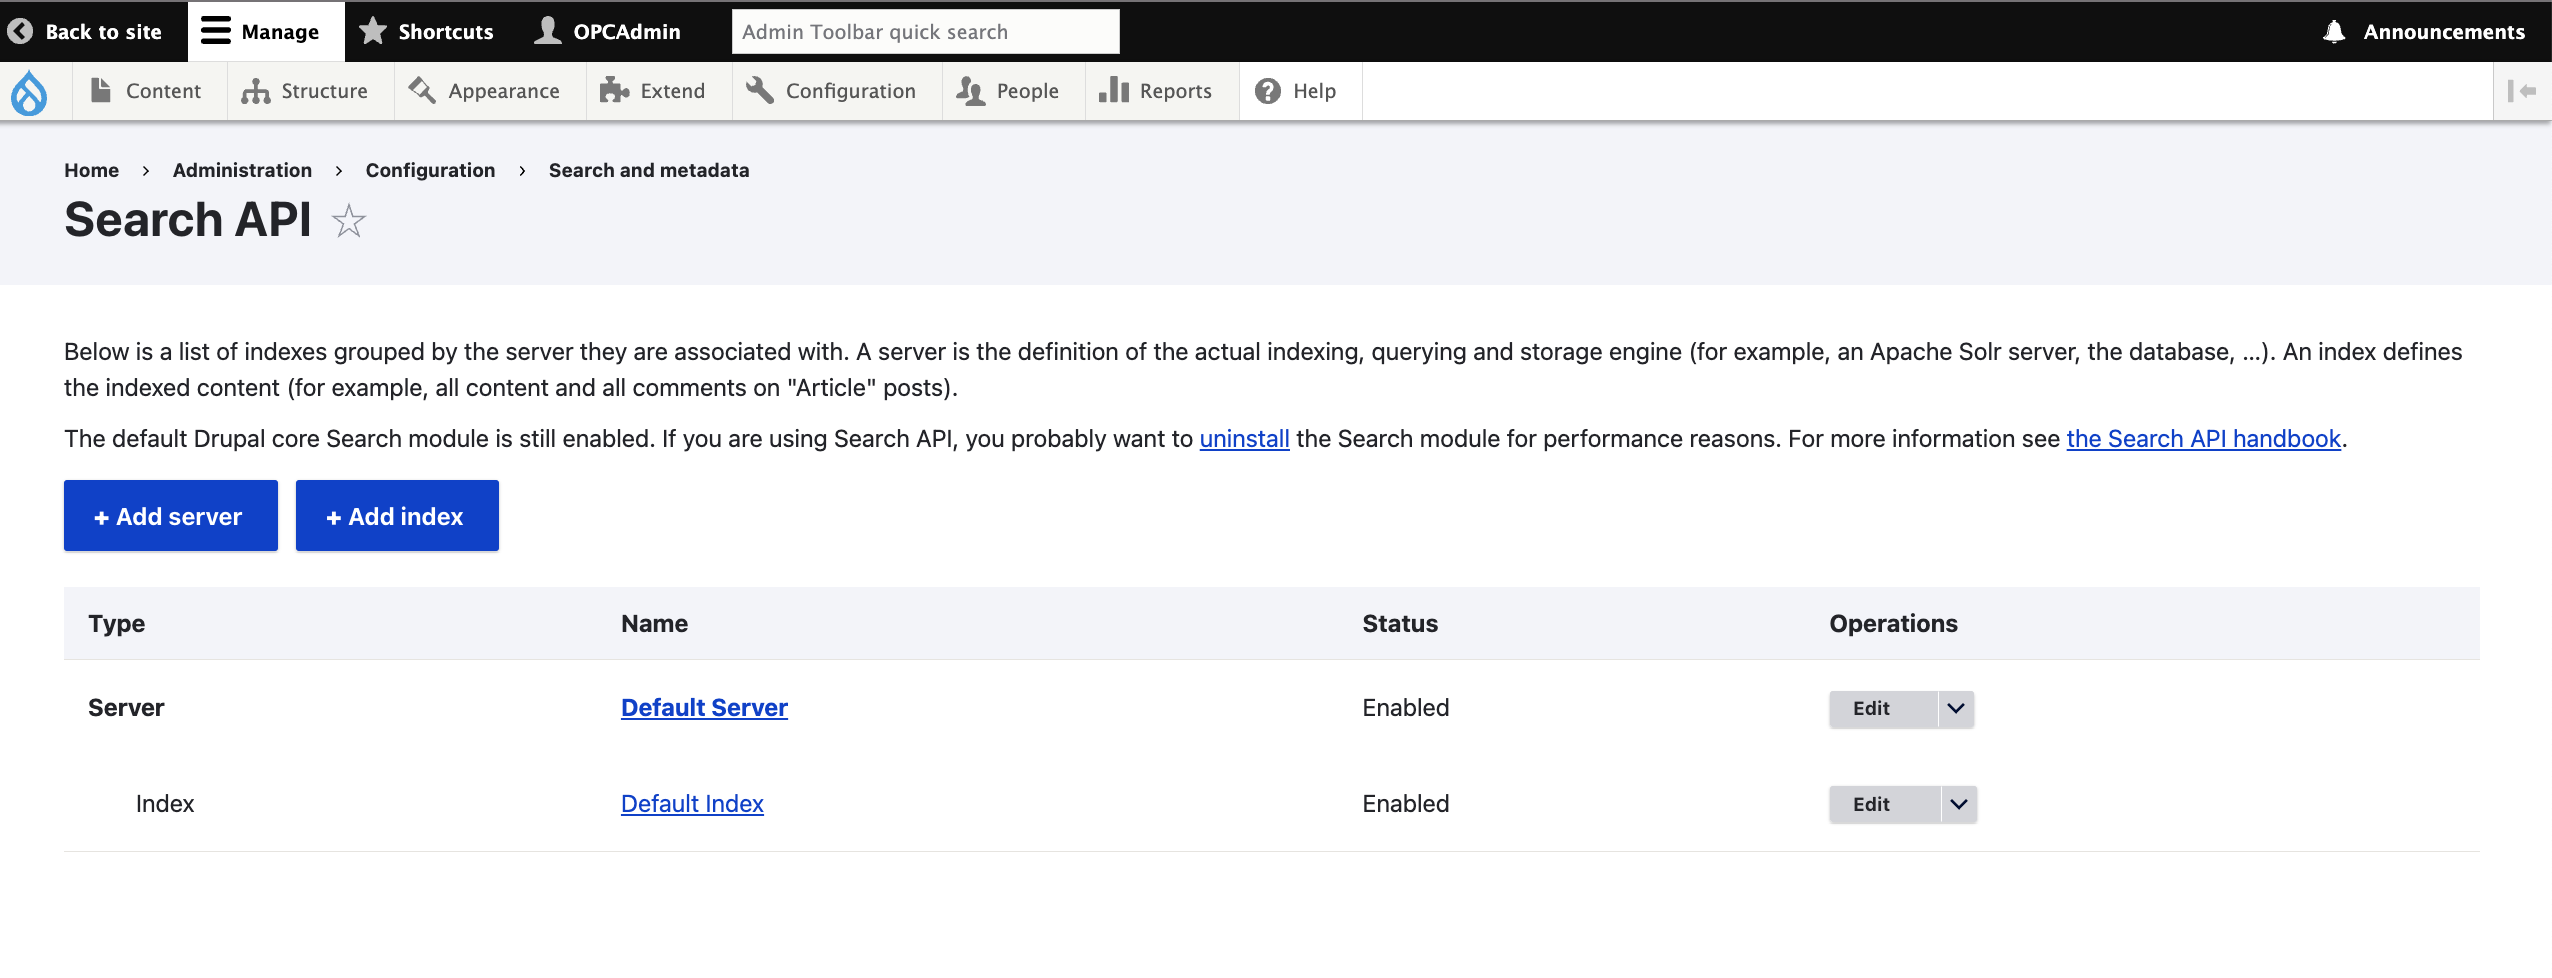 Back to site Manage Shortcuts OPCAdmin Admin Toolbar quick search Announcements
Content Structure Appearance Extend Configuration People Reports Help
Home › Administration › Configuration › Search and metadata
Search API
Below is a list of indexes grouped by the server they are associated with. A server is the definition of the actual indexing, querying and storage engine (for example, an Apache Solr server, the database, ...). An index defines
the indexed content (for example, all content and all comments on "Article" posts).
The default Drupal core Search module is still enabled. If you are using Search API, you probably want to uninstall the Search module for performance reasons. For more information see the Search API handbook.
+ Add server + Add index
Type Name Status Operations
Server Default Server Enabled Edit
Index Default Index Enabled Edit